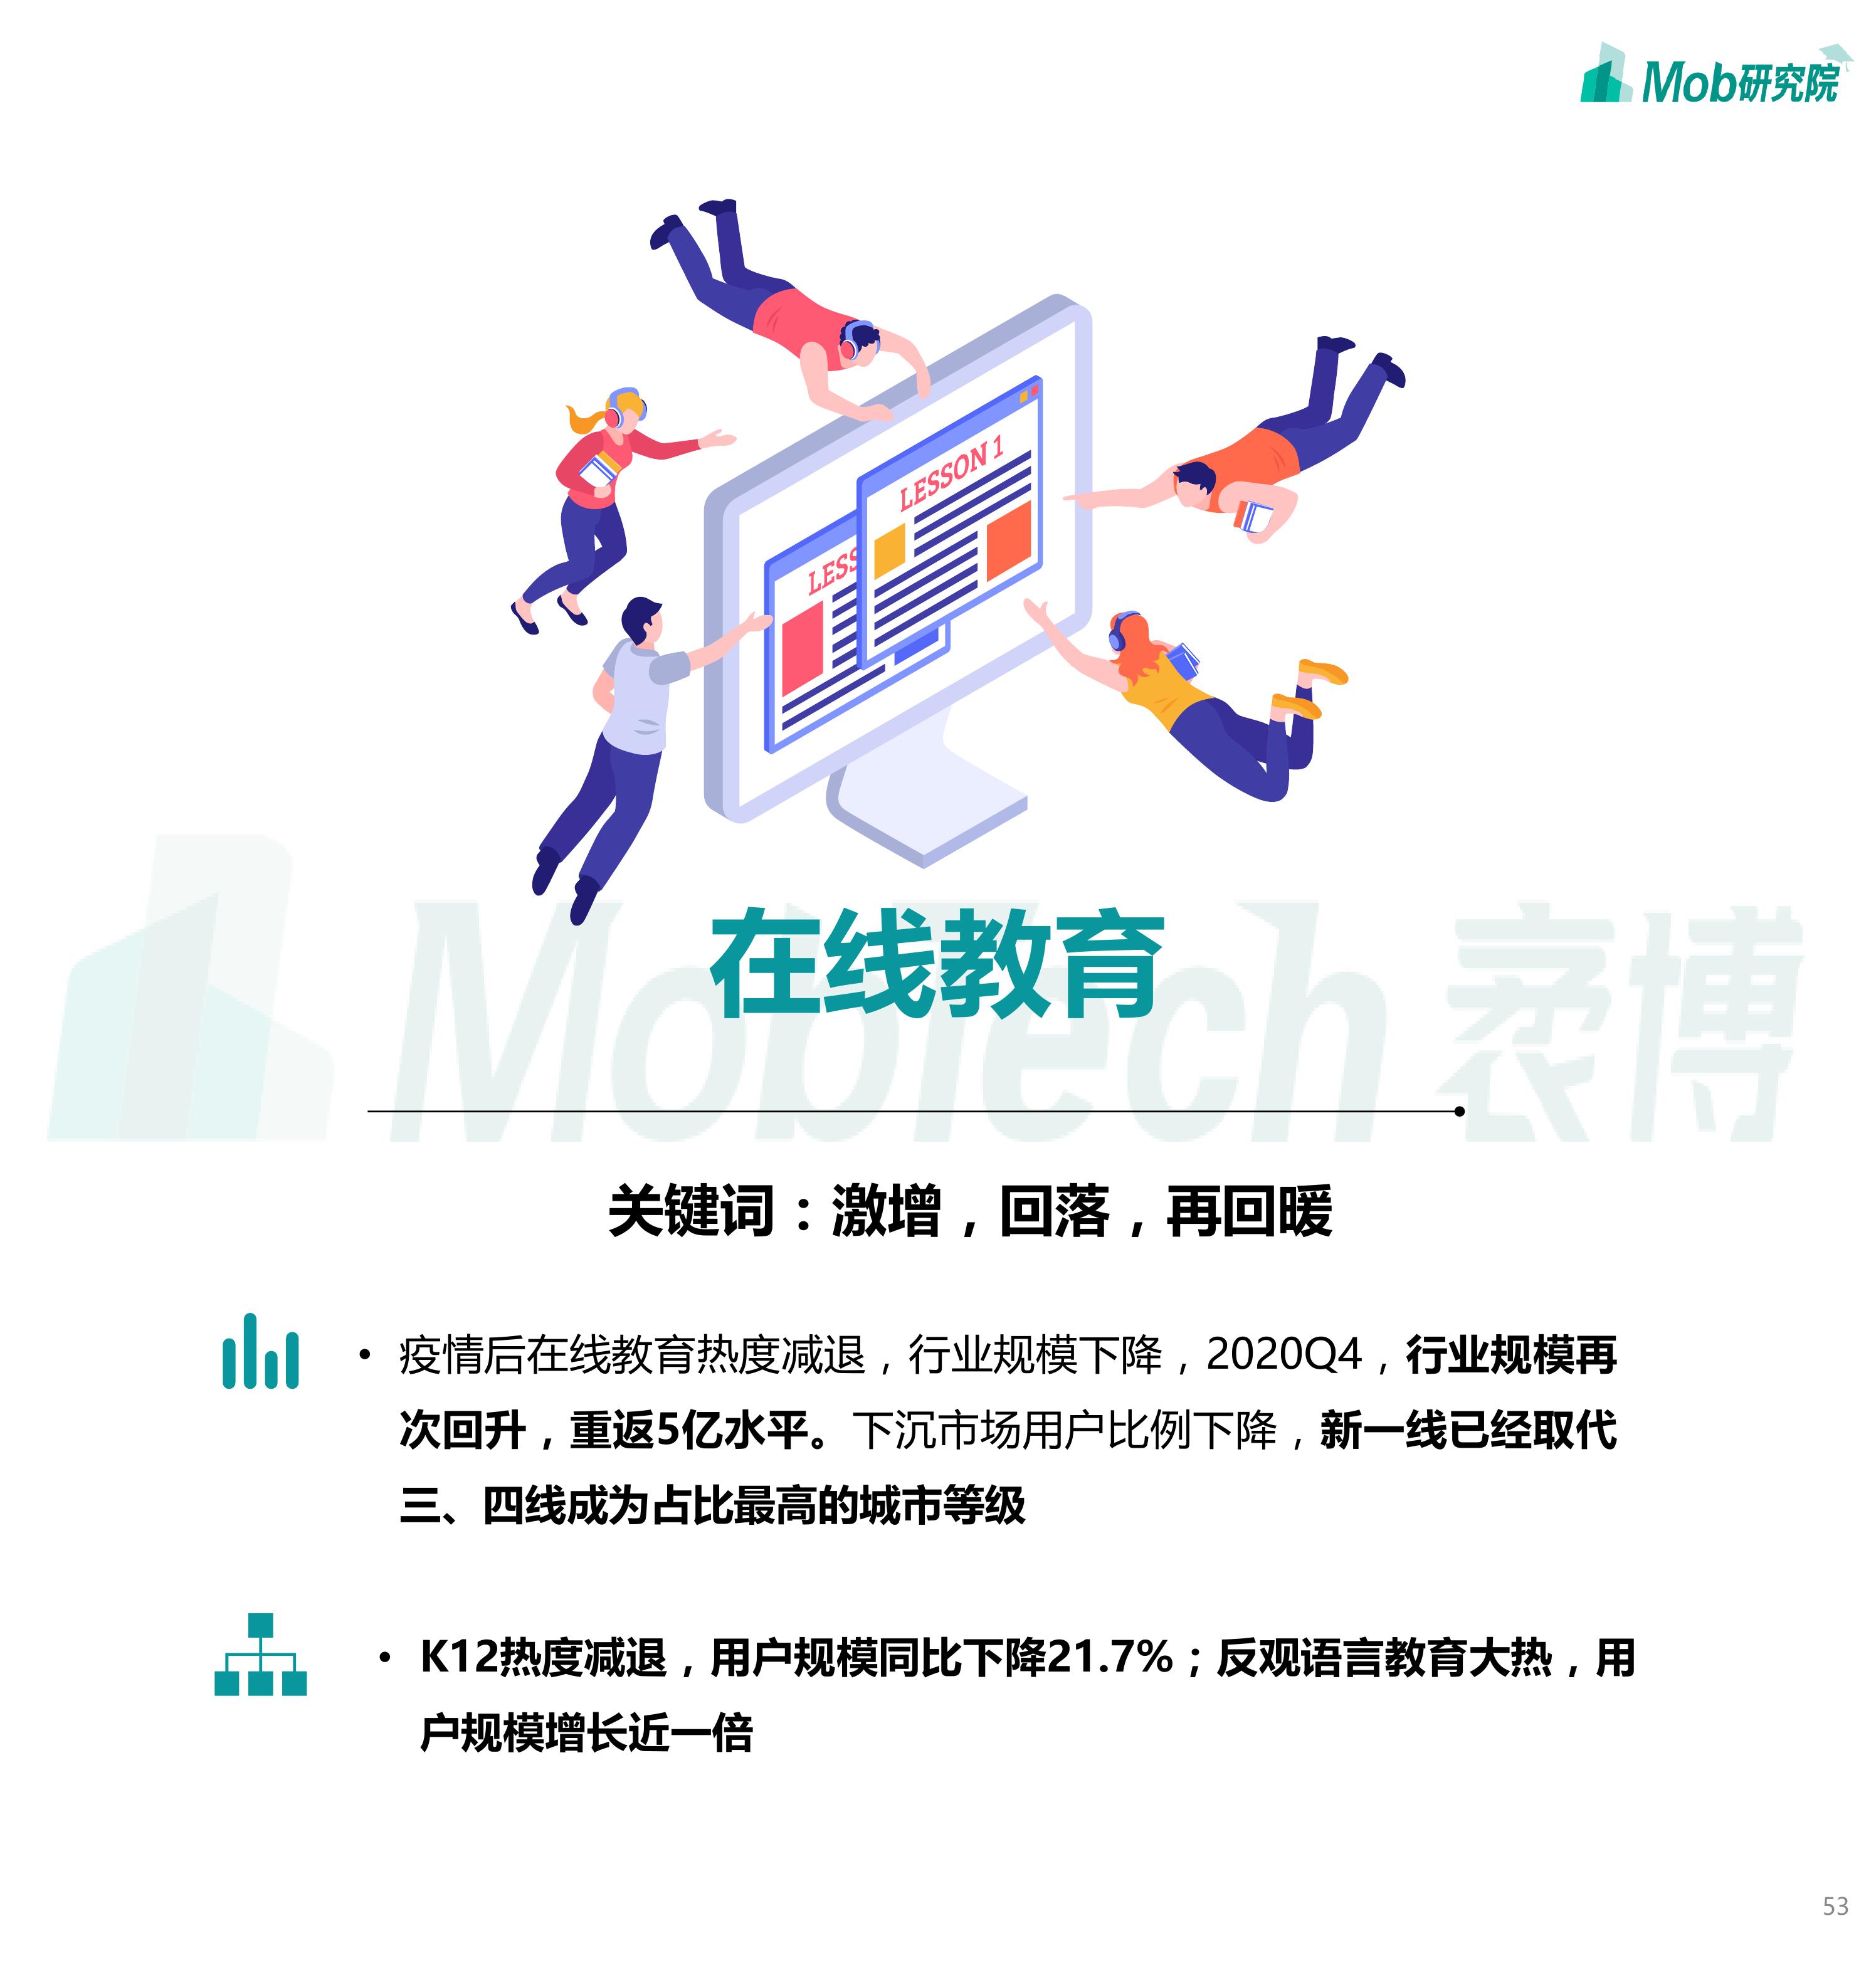 Mob研究院
LESSON 1
LESS
在线教育
MobTech 袤博
关键词：激增，回落，再回暖
• 疫情后在线教育热度减退，行业规模下降，2020Q4，行业规模再
次回升，重返5亿水平。下沉市场用户比例下降，新一线已经取代
三、四线成为占比最高的城市等级
• K12热度减退，用户规模同比下降21.7%；反观语言教育大热，用
户规模增长近一倍
53